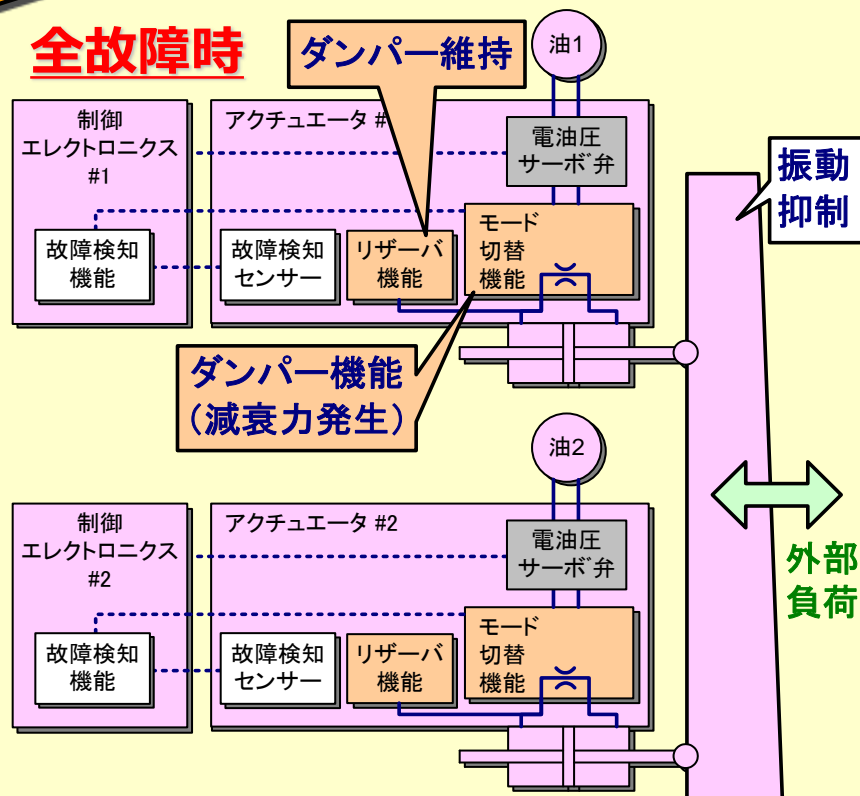 全故障時
ダンパー維持
油1
制御
エレクトロニクス
#1
アクチュエータ #
電油圧
サーボ弁
振動
抑制
故障検知
機能
故障検知
センサー
リザーバ
機能
モード
切替
機能
ダンパー機能
（減衰力発生）
油2
制御
エレクトロニクス
#2
アクチュエータ #2
電油圧
サーボ弁
外部
負荷
故障検知
機能
故障検知
センサー
リザーバ
機能
モード
切替
機能